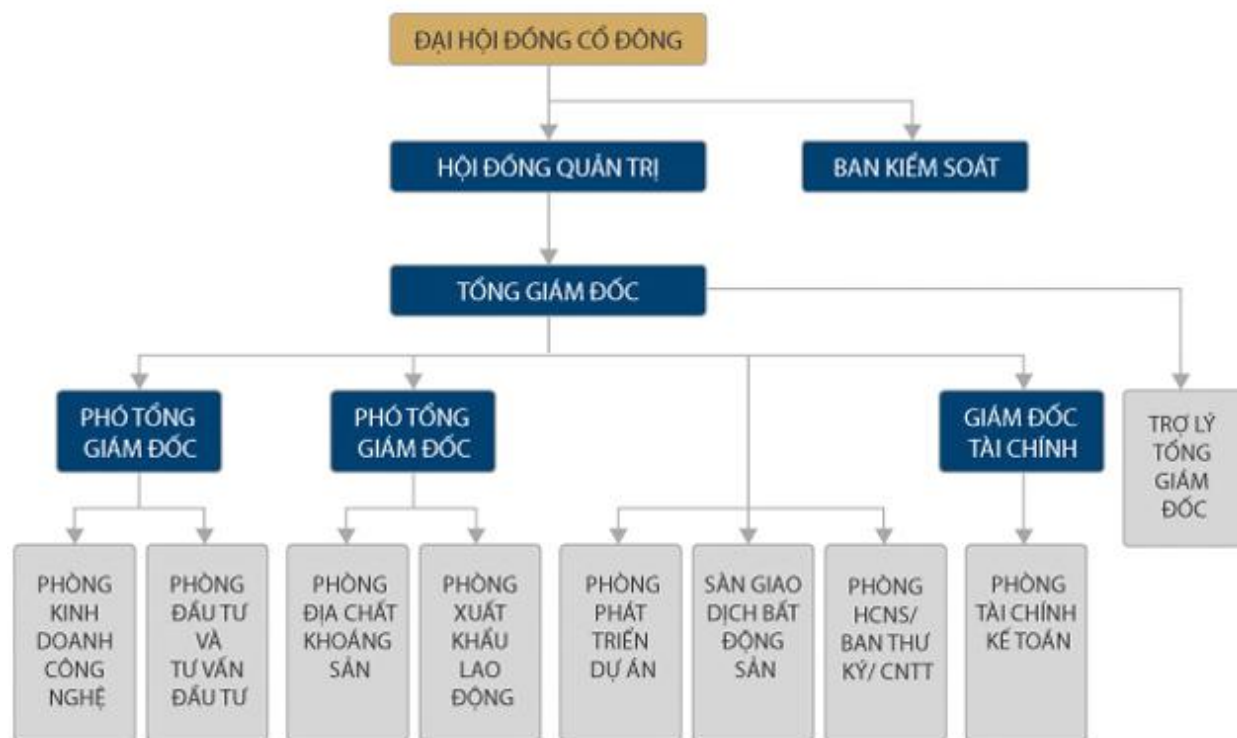 ĐẠI HỘI ĐỒNG CỔ ĐÔNG
HỘI ĐỒNG QUẢN TRỊ
BAN KIỂM SOÁT
TỔNG GIÁM ĐỐC
PHÓ TỔNG
GIÁM ĐỐC
PHÓ TỔNG
GIÁM ĐỐC
GIÁM ĐỐC
TÀI CHÍNH
TRỢ LÝ
TỔNG
GIÁM
ĐỐC
PHÒNG
KINH
DOANH
CÔNG
NGHỆ
PHÒNG
ĐẦU TƯ
VÀ
TƯ VẤN
ĐẦU TƯ
PHÒNG
ĐỊA CHẤT
KHOÁNG
SẢN
PHÒNG
XUẤT
KHẨU
LAO
ĐỘNG
PHÒNG
PHÁT
TRIỂN
DỰ ÁN
SÀN GIAO
DỊCH BẤT
ĐỘNG
SẢN
PHÒNG
HCNS/
BAN THƯ
KÝ/ CNTT
PHÒNG
TÀI CHÍNH
KẾ TOÁN